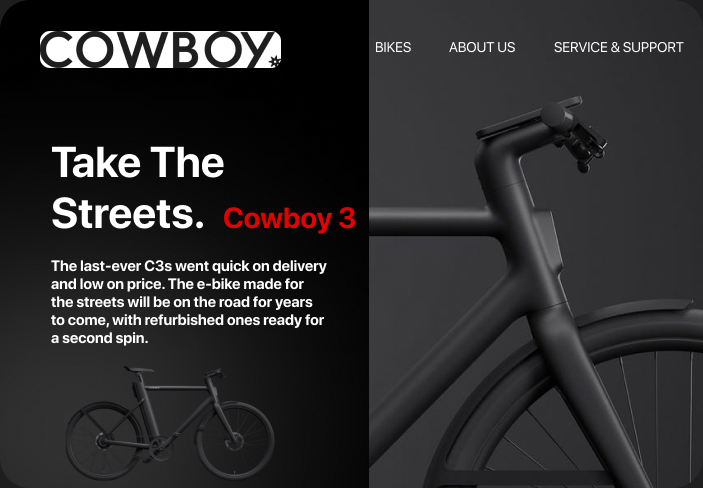 COWBOY
BIKES ABOUT US SERVICE & SUPPORT
Take The
Streets. Cowboy 3
The last-ever C3s went quick on delivery
and low on price. The e-bike made for
the streets will be on the road for years
to come, with refurbished ones ready for
a second spin.